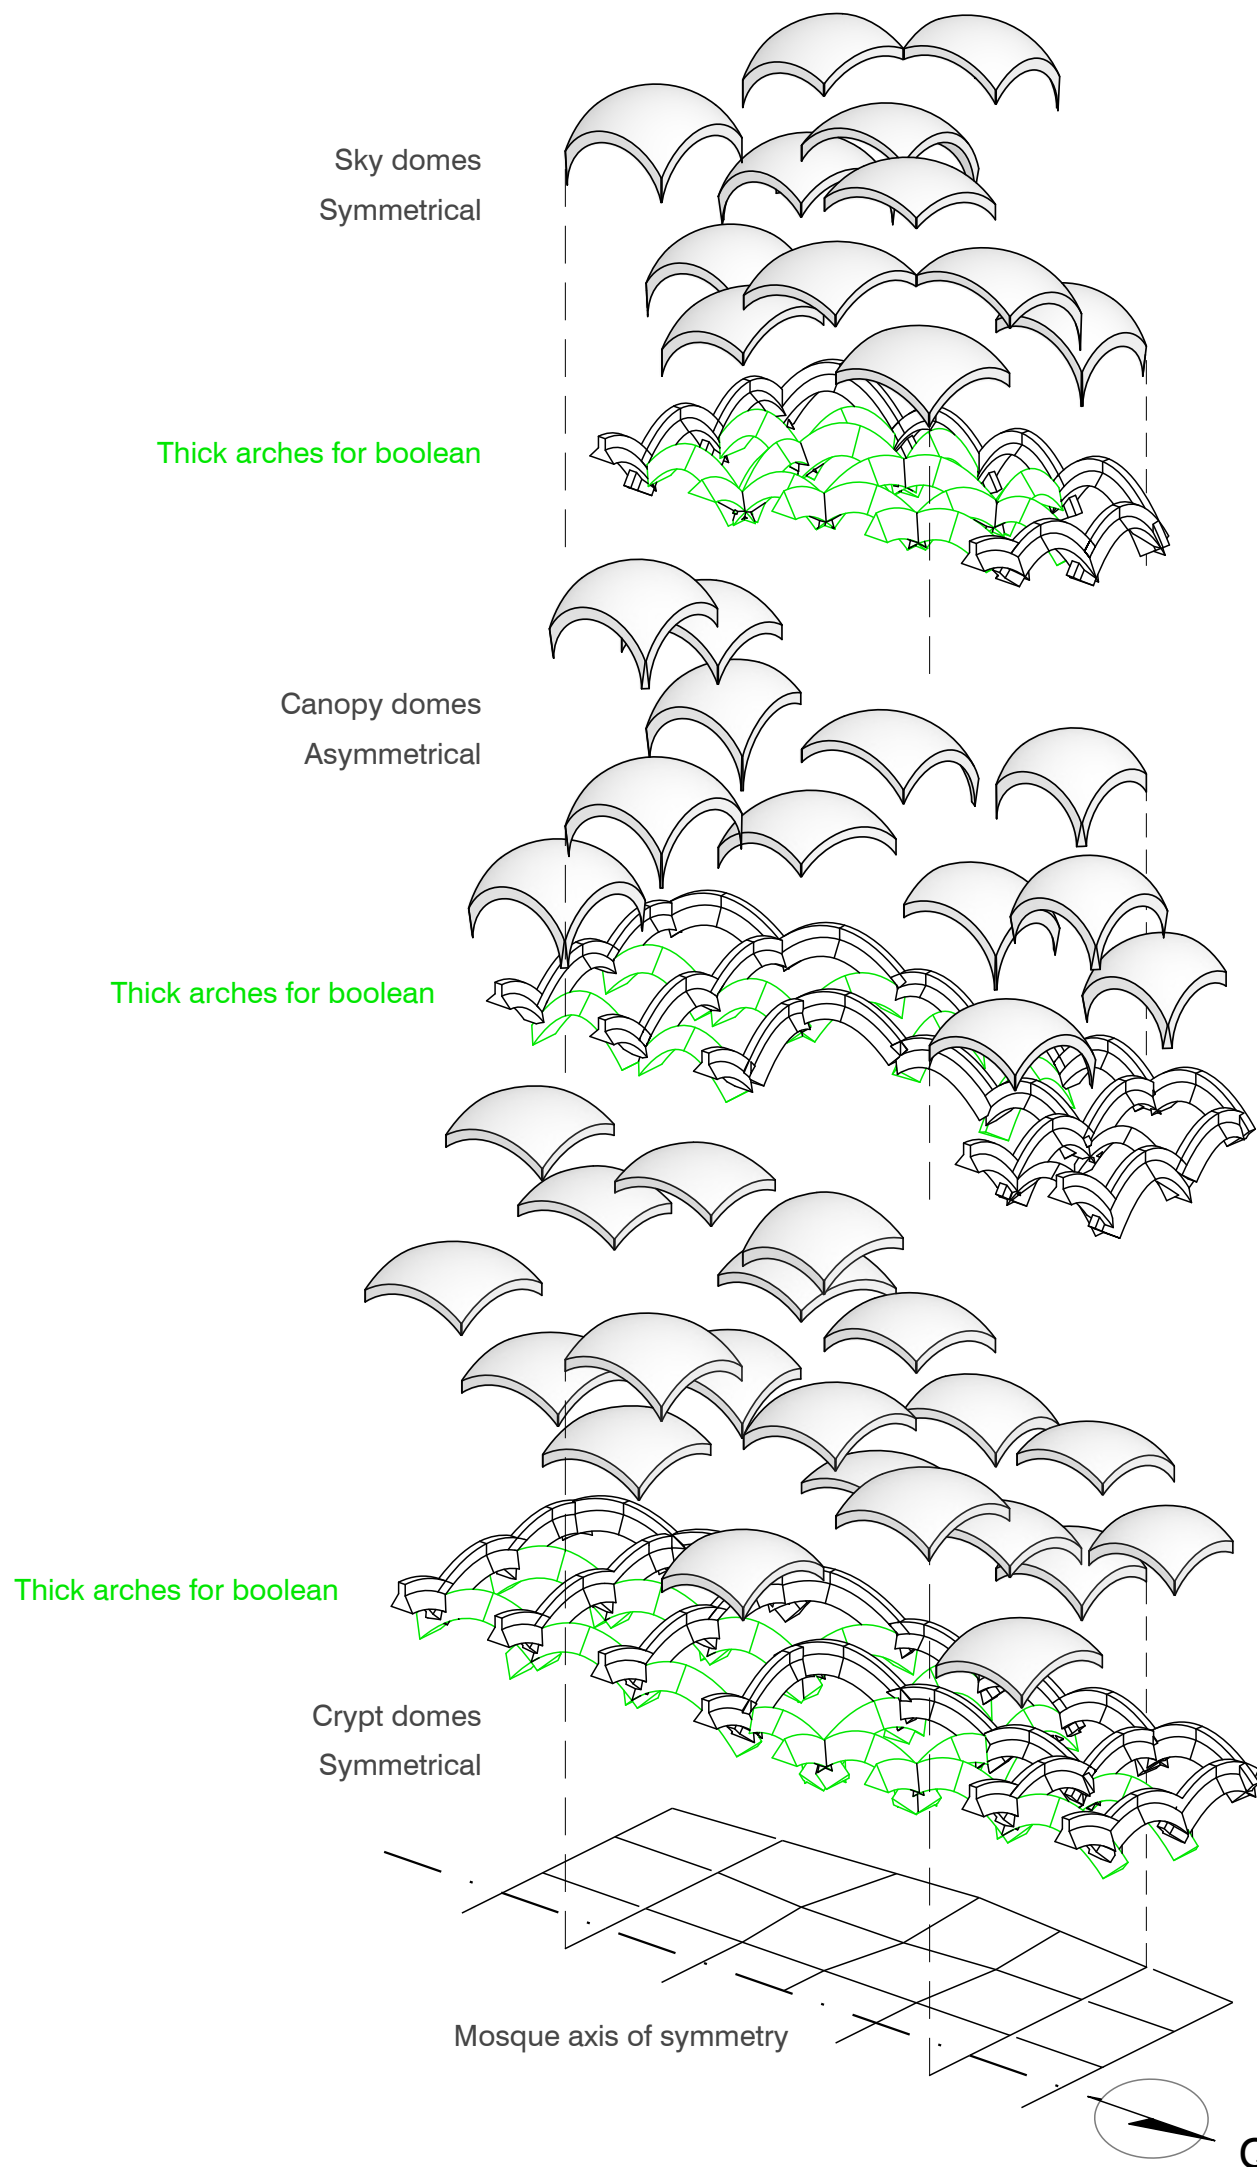 Sky domes
Symmetrical
Thick arches for boolean
Canopy domes
Asymmetrical
Thick arches for boolean
Thick arches for boolean
Crypt domes
Symmetrical
Mosque axis of symmetry